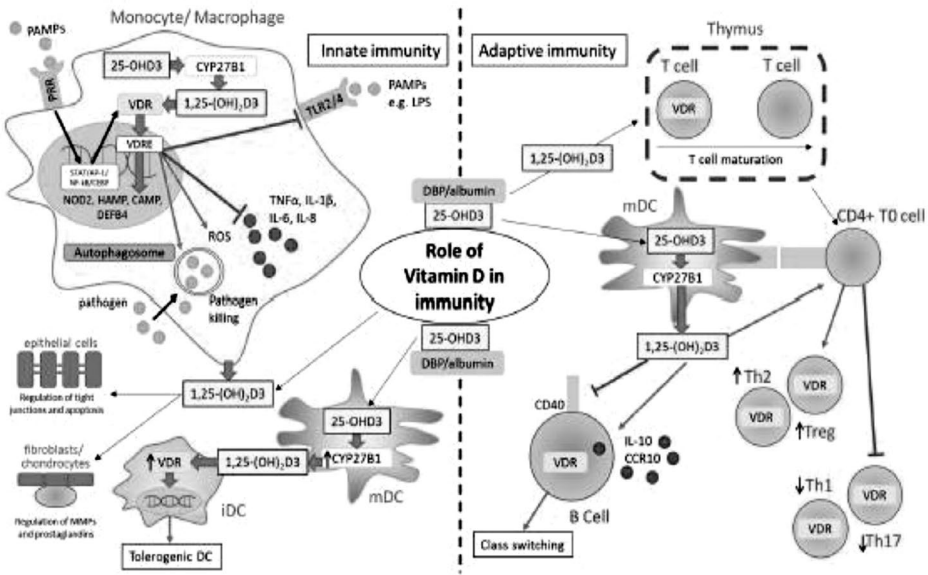 Monocyte/ Macrophage
PAMPs
PRR
25-OHD3
CYP27B1
VDR
1,25-(OH)2D3
VDRE
STAT/AP-1/
NF-kB/CEBP
NOD2, HAMP, CAMP,
DEFB4
Autophagosome
ROS
TNFα, IL-1β,
IL-6, IL-8
pathogen
Pathogen
killing
Innate immunity
TLR2/4
PAMPs
e.g. LPS
epithelial cells
Regulation of tight
junctions and apoptosis
1,25-(OH)2D3
fibroblasts/
chondrocytes
Regulation of MMPs
and prostaglandins
↑VDR
iDC
Tolerogenic DC
1,25-(OH)2D3
25-OHD3
↑CYP27B1
mDC
DBP/albumin
25-OHD3
Role of
Vitamin D in
immunity
25-OHD3
DBP/albumin
Adaptive immunity
Thymus
T cell
T cell
VDR
T cell maturation
1,25-(OH)2D3
mDC
25-OHD3
CYP27B1
1,25-(OH)2D3
CD4+ T0 cell
CD40
VDR
IL-10
CCR10
B Cell
Class switching
↑Th2
VDR
VDR
↑Treg
↓Th1
VDR
VDR
↓Th17